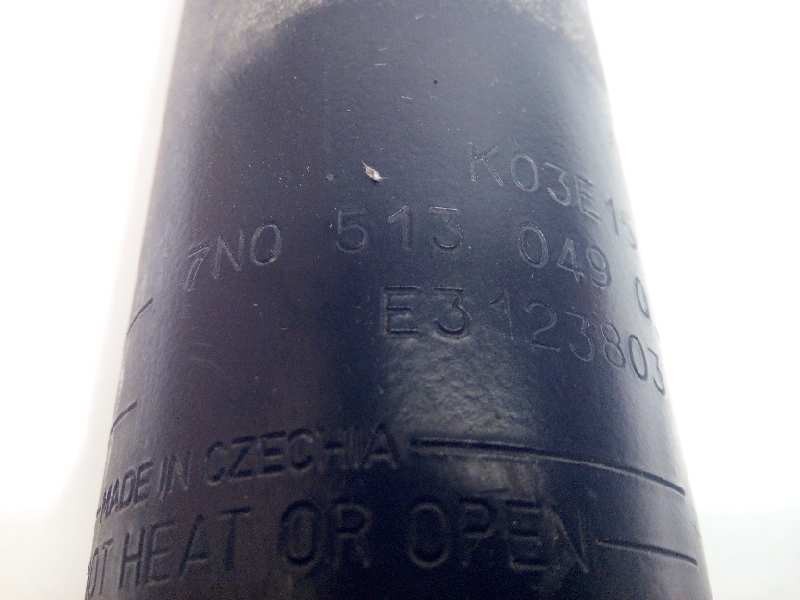 K03E15
7N0 513 049
E3123803
MADE IN CZECHIA
HEAT OR OPEN